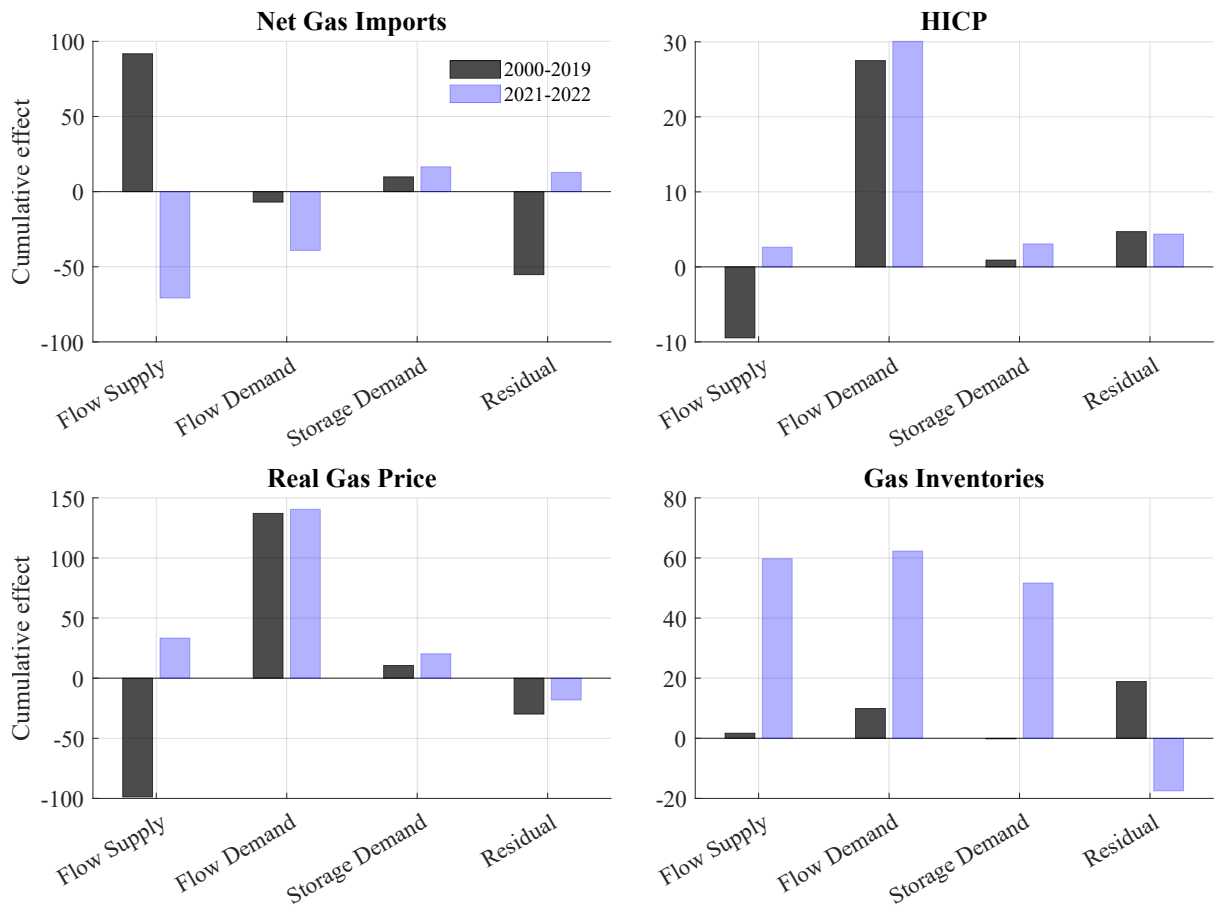 Net Gas Imports
Cumulative effect
100
50
0
-50
-100
2000-2019
2021-2022
Flow Supply
Flow Demand
Storage Demand
Residual
HICP
30
20
10
0
-10
Flow Supply
Flow Demand
Storage Demand
Residual
Real Gas Price
Cumulative effect
150
100
50
0
-50
-100
Flow Supply
Flow Demand
Storage Demand
Residual
Gas Inventories
80
60
40
20
0
-20
Flow Supply
Flow Demand
Storage Demand
Residual